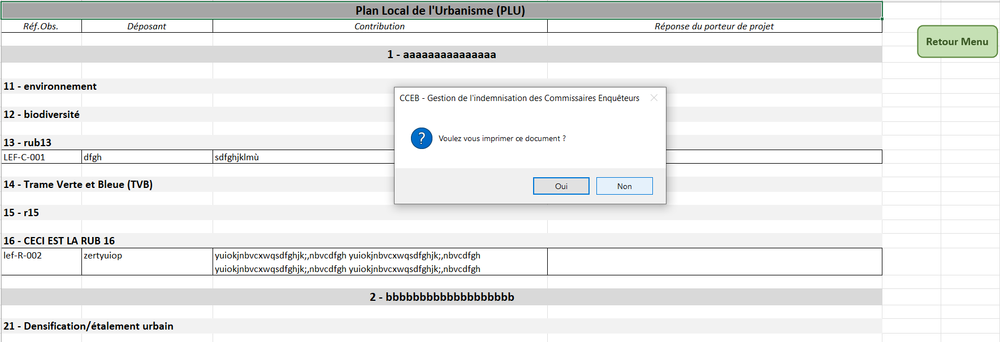 Plan Local de l'Urbanisme (PLU)
Réf.Obs. Déposant Contribution Réponse du porteur de projet
Retour Menu
1 - aaaaaaaaaaaaaaa
11 - environnement
12 - biodiversité
13 - rub13
LEF-C-001 dfgh sdfghjklmù
14 - Trame Verte et Bleue (TVB)
15 - r15
16 - CECI EST LA RUB 16
lef-R-002 zertyuiop yuiokjnbvcxwqsdfghjk;,nbvcdfgh yuiokjnbvcxwqsdfghjk;,nbvcdfgh
yuiokjnbvcxwqsdfghjk;,nbvcdfgh yuiokjnbvcxwqsdfghjk;,nbvcdfgh
2 - bbbbbbbbbbbbbbbbbbb
21 - Densification/étalement urbain
CCEB - Gestion de l'indemnisation des Commissaires Enquêteurs
?
Voulez vous imprimer ce document ?
Oui Non